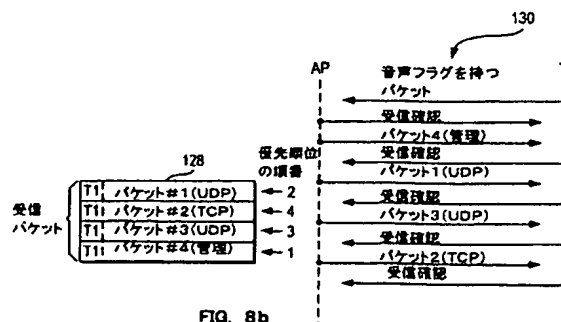 130
AP
音声フラグを持つ
パケット
受信確認
パケット4(管理)
受信確認
パケット1(UDP)
受信確認
パケット3(UDP)
受信確認
パケット2(TCP)
受信確認
128
優先順位
の順番
受信
パケット
T1 パケット#1(UDP) 2
T1 パケット#2(TCP) 4
T1 パケット#3(UDP) 3
T1 パケット#4(管理) 1
FIG. 8b